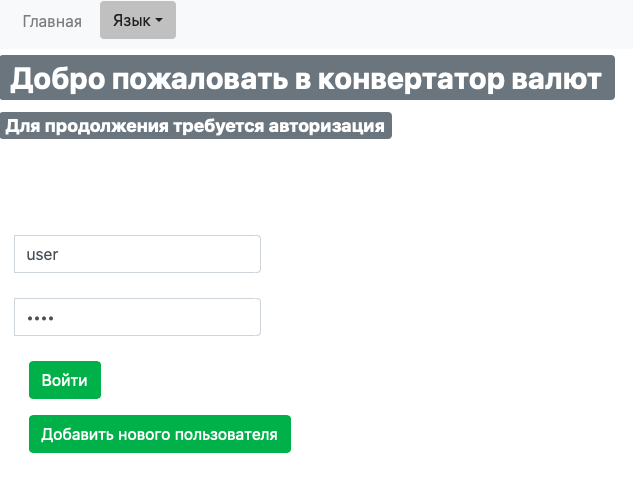 Главная Язык
Добро пожаловать в конвертатор валют
Для продолжения требуется авторизация
user
••••
Войти
Добавить нового пользователя